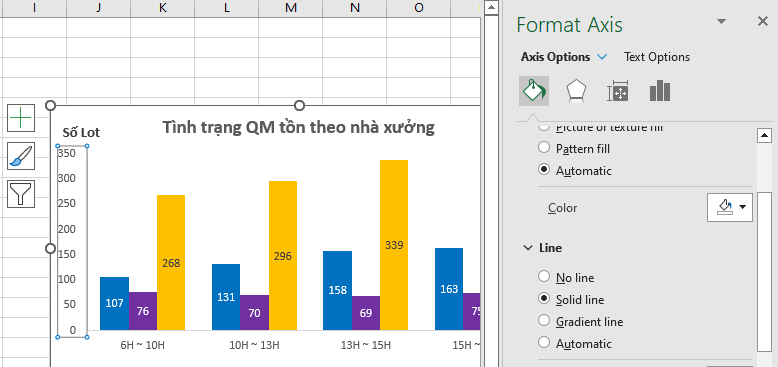 I J K L M N O
Format Axis
Axis Options Text Options
Picture or texture fill
Pattern fill
Automatic
Color
Line
No line
Solid line
Gradient line
Automatic
Số Lot
Tình trạng QM tồn theo nhà xưởng
350
300
250
200
150
100
50
0
107 76 268
131 70 296
158 69 339
163 75
6H ~ 10H 10H ~ 13H 13H ~ 15H 15H ~